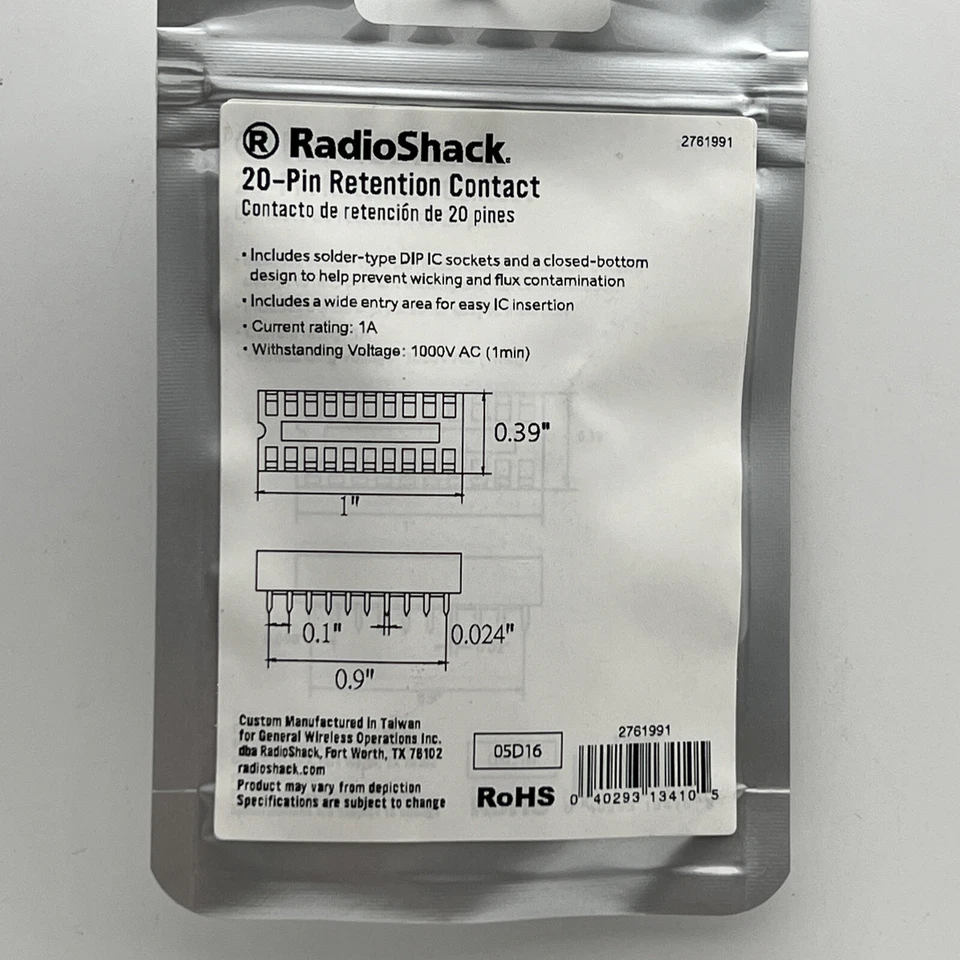 ® RadioShack.
2761991
20-Pin Retention Contact
Contacto de retención de 20 pines
• Includes solder-type DIP IC sockets and a closed-bottom
design to help prevent wicking and flux contamination
• Includes a wide entry area for easy IC insertion
• Current rating: 1A
• Withstanding Voltage: 1000V AC (1min)
0.39"
1"
0.1"
0.024"
0.9"
Custom Manufactured in Taiwan
for General Wireless Operations Inc.
dba RadioShack, Fort Worth, TX 76102
radioshack.com
Product may vary from depiction
Specifications are subject to change
05D16
RoHS
2761991
0 40293 13410 5